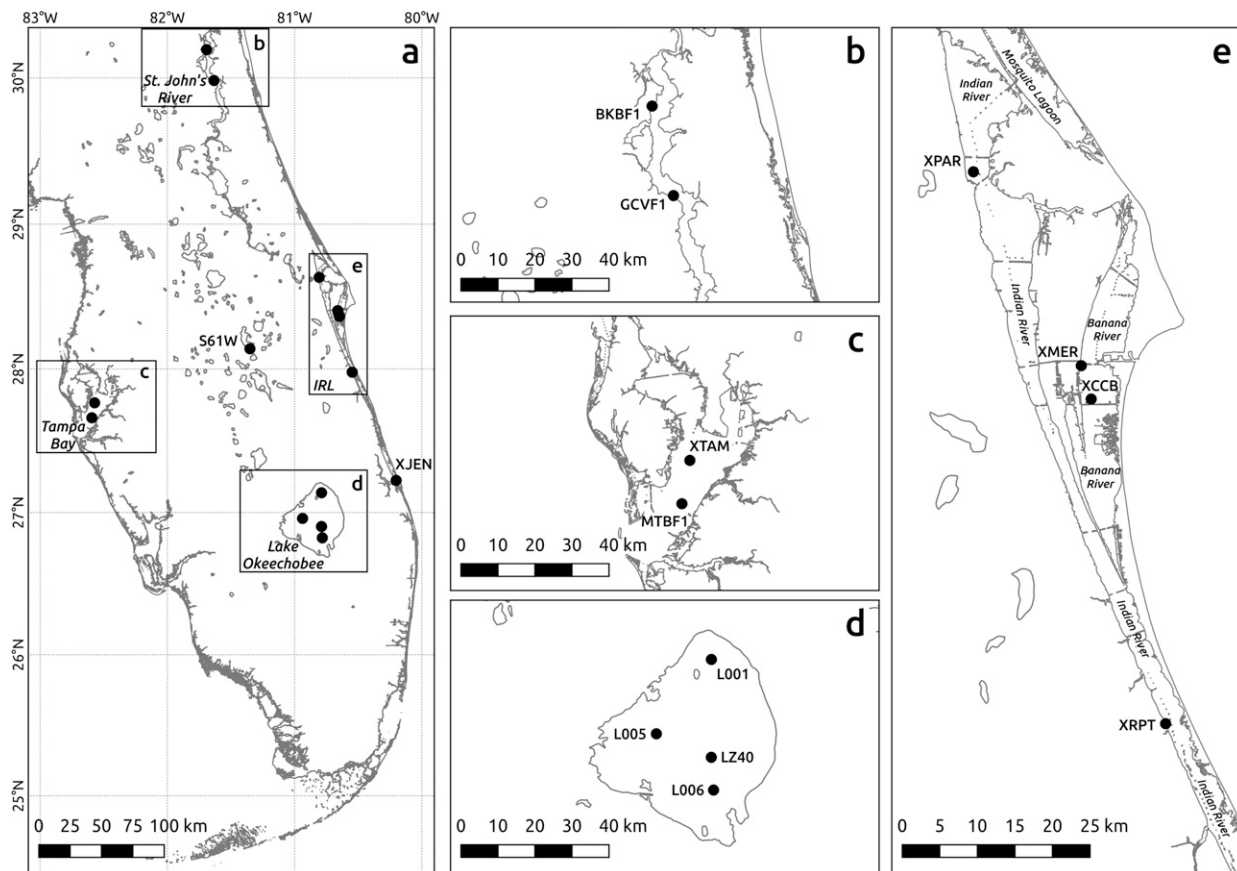 83°W 82°W 81°W 80°W
30°N
29°N
28°N
27°N
26°N
25°N
a
b
St. John's
River
e
S61W
IRL
c
Tampa
Bay
XJEN
d
Lake
Okeechobee
0 25 50 75 100 km
b
BKBF1
GCVF1
0 10 20 30 40 km
c
XTAM
MTBF1
0 10 20 30 40 km
d
L001
L005
LZ40
L006
0 10 20 30 40 km
e
Mosquito Lagoon
Indian
River
XPAR
Indian River
Banana
River
XMER
XCCB
Banana
River
Indian River
XRPT
Indian River
0 5 10 15 20 25 km